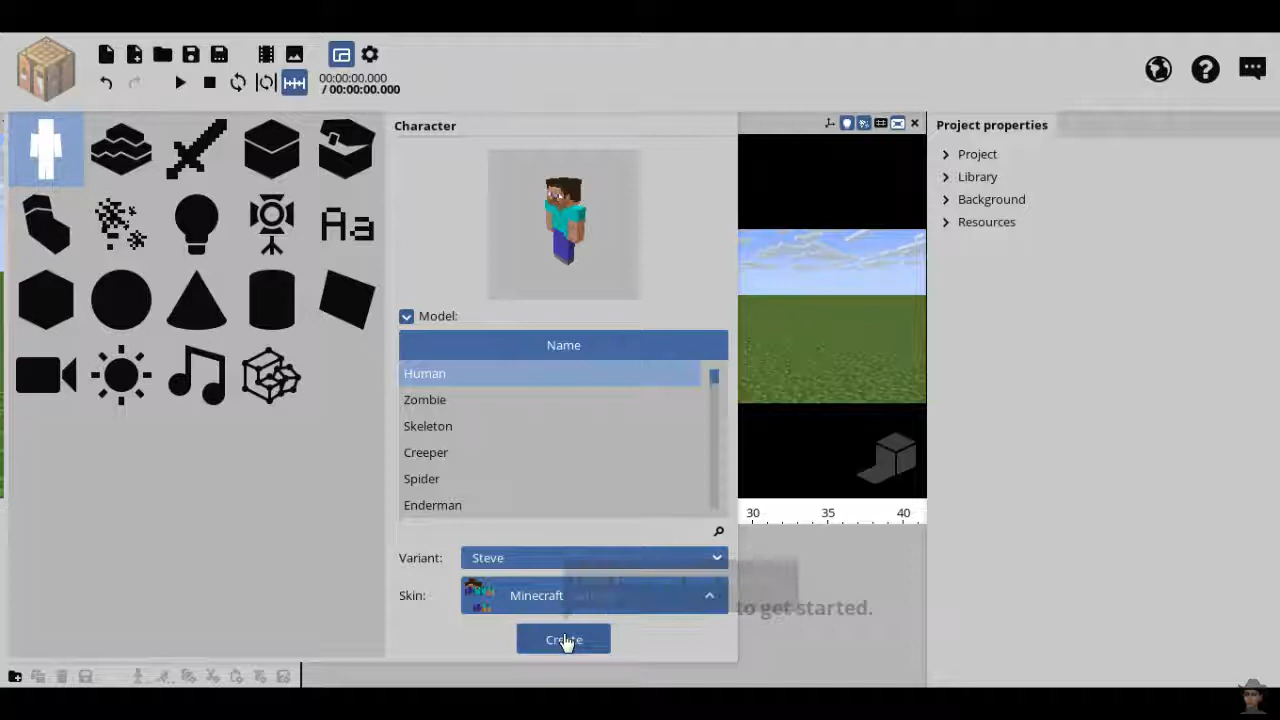 00:00:00.000
/ 00:00:00.000
Character
Project properties
Project
Library
Background
Resources
Aa
Model:
Name
Human
Zombie
Skeleton
Creeper
Spider
Enderman
30 35 40
Variant: Steve
Skin: Minecraft
to get started.
Create